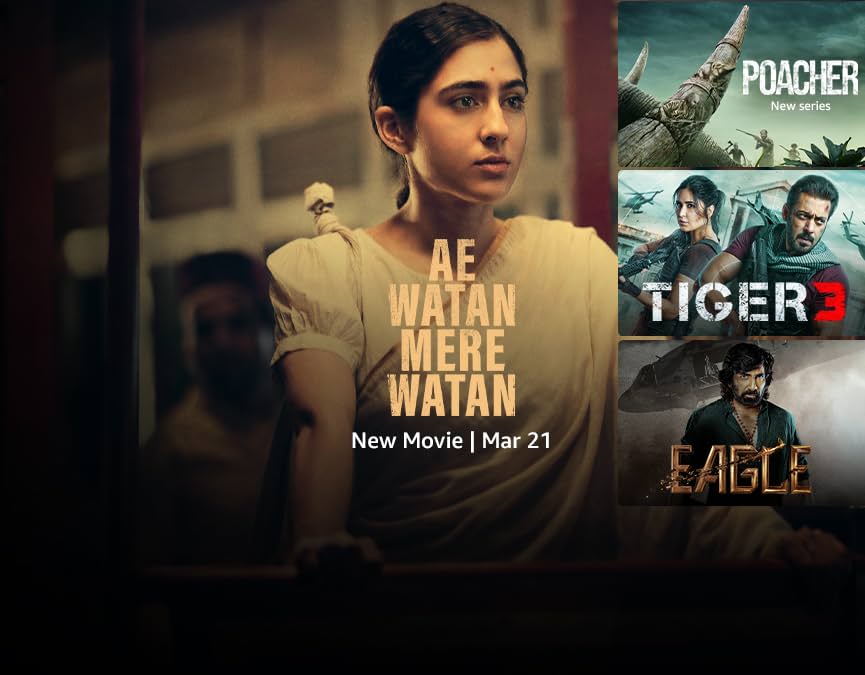 AE
WATAN
MERE
WATAN
New Movie | Mar 21
POACHER
New series
TIGER 3
EAGLE